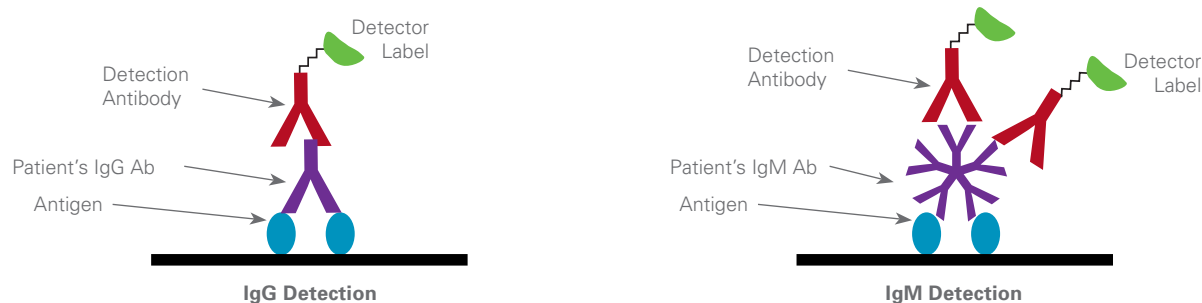 Detector
Label
Detection
Antibody
Patient's IgG Ab
Antigen
IgG Detection
Detection
Antibody
Detector
Label
Patient's IgM Ab
Antigen
IgM Detection